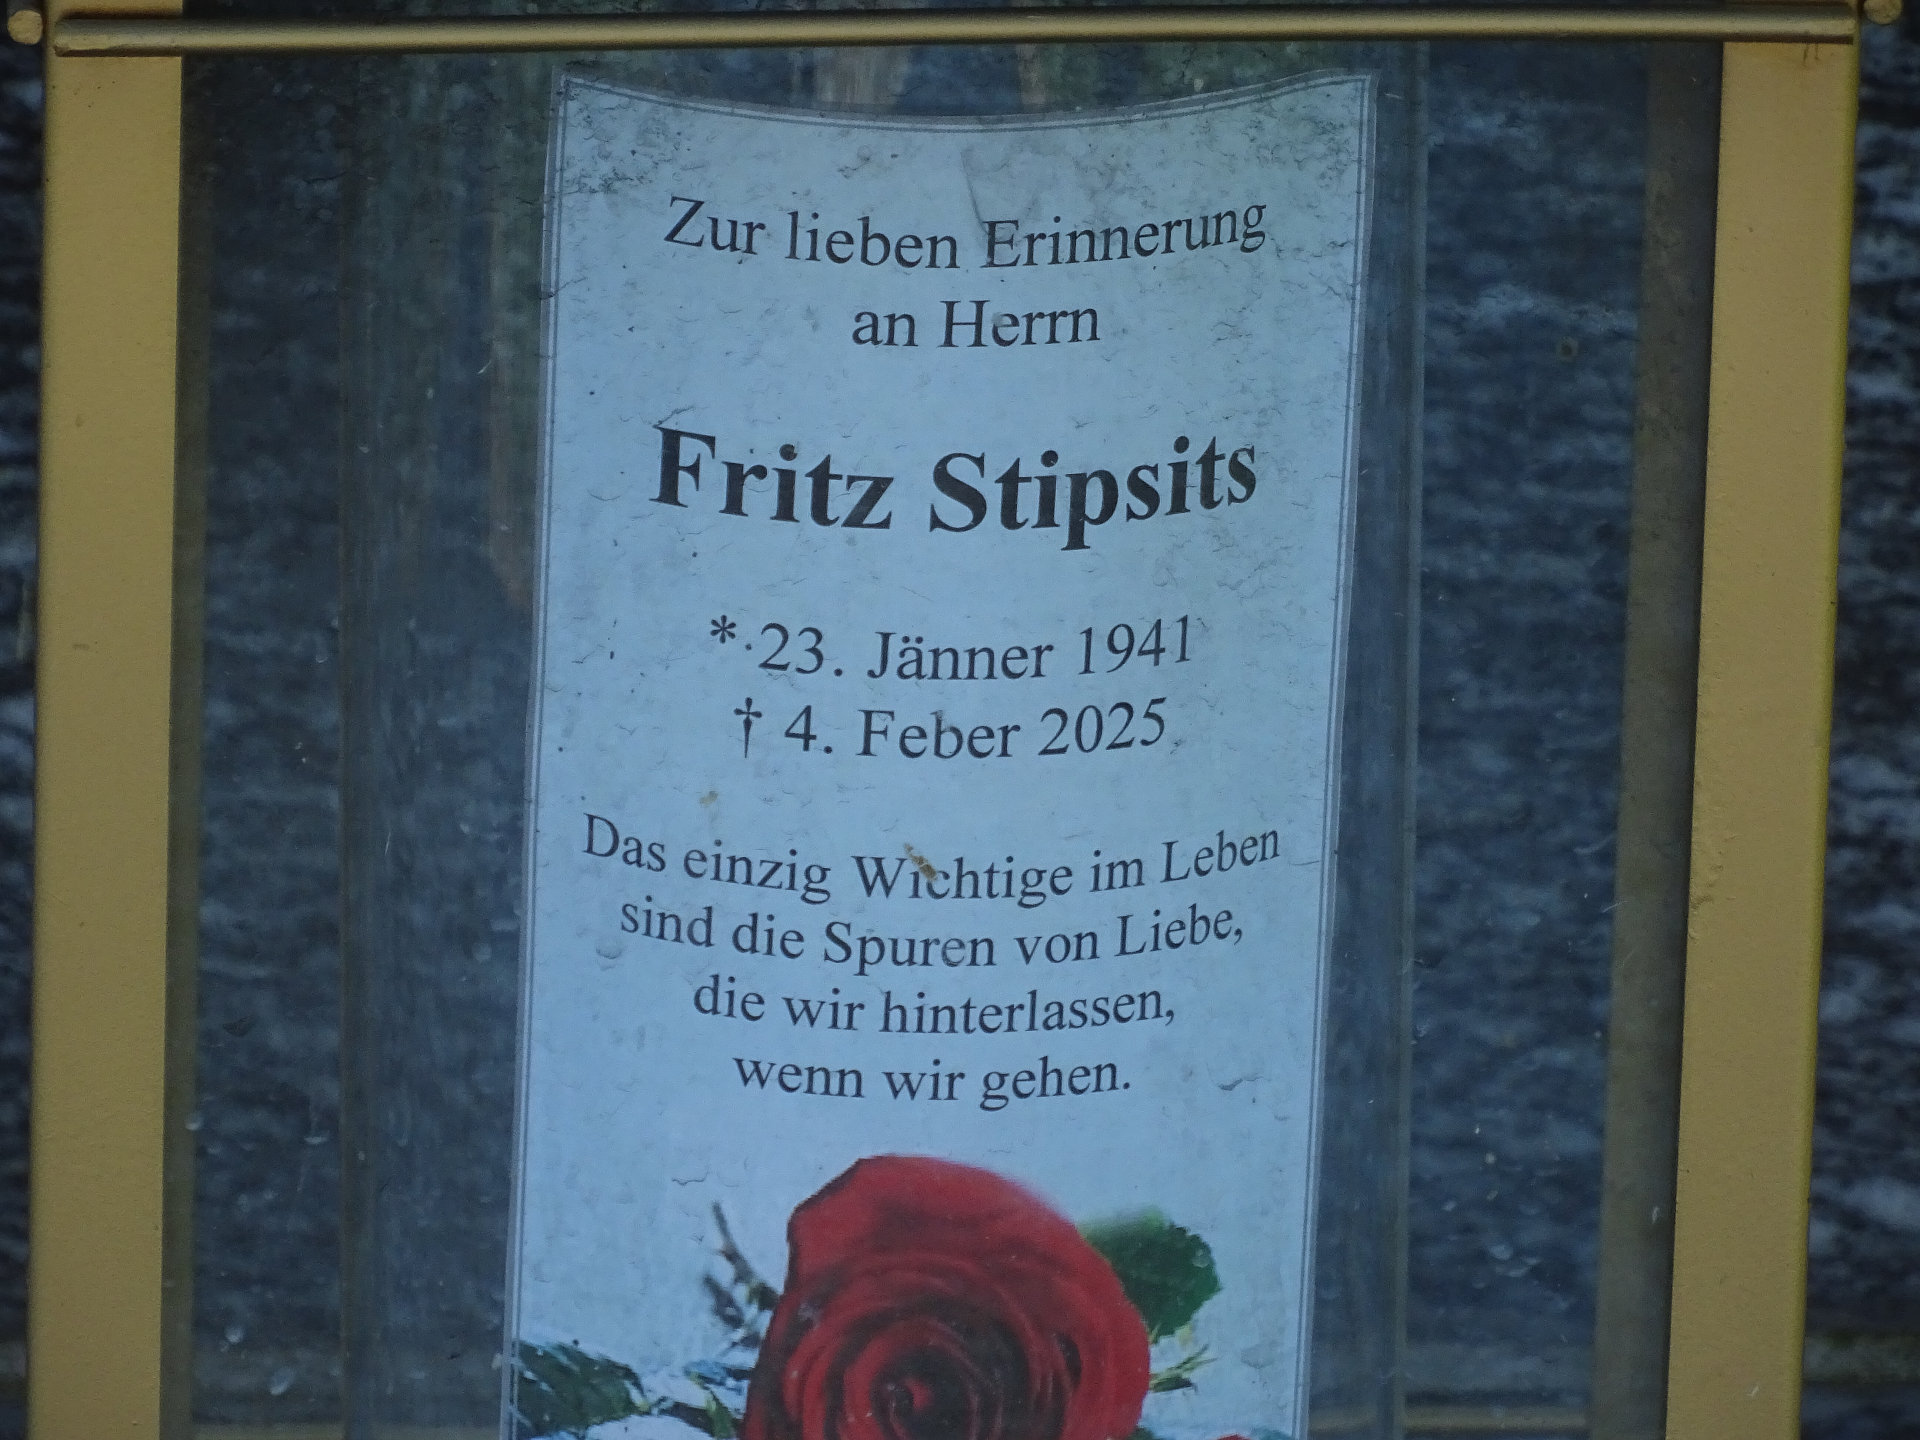 Zur lieben Erinnerung
an Herrn
Fritz Stipsits
* 23. Jänner 1941
† 4. Feber 2025
Das einzig Wichtige im Leben
sind die Spuren von Liebe,
die wir hinterlassen,
wenn wir gehen.